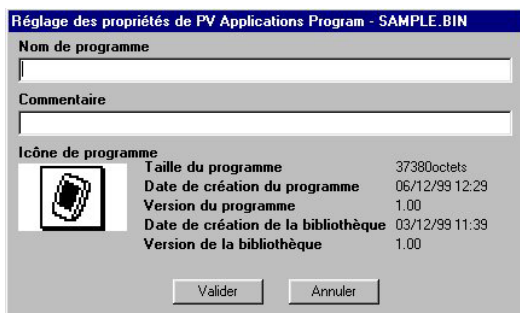 Réglage des propriétés de PV Applications Program - SAMPLE.BIN
Nom de programme
Commentaire
Icône de programme
Taille du programme 37380octets
Date de création du programme 06/12/99 12:29
Version du programme 1.00
Date de création de la bibliothèque 03/12/99 11:39
Version de la bibliothèque 1.00
Valider Annuler